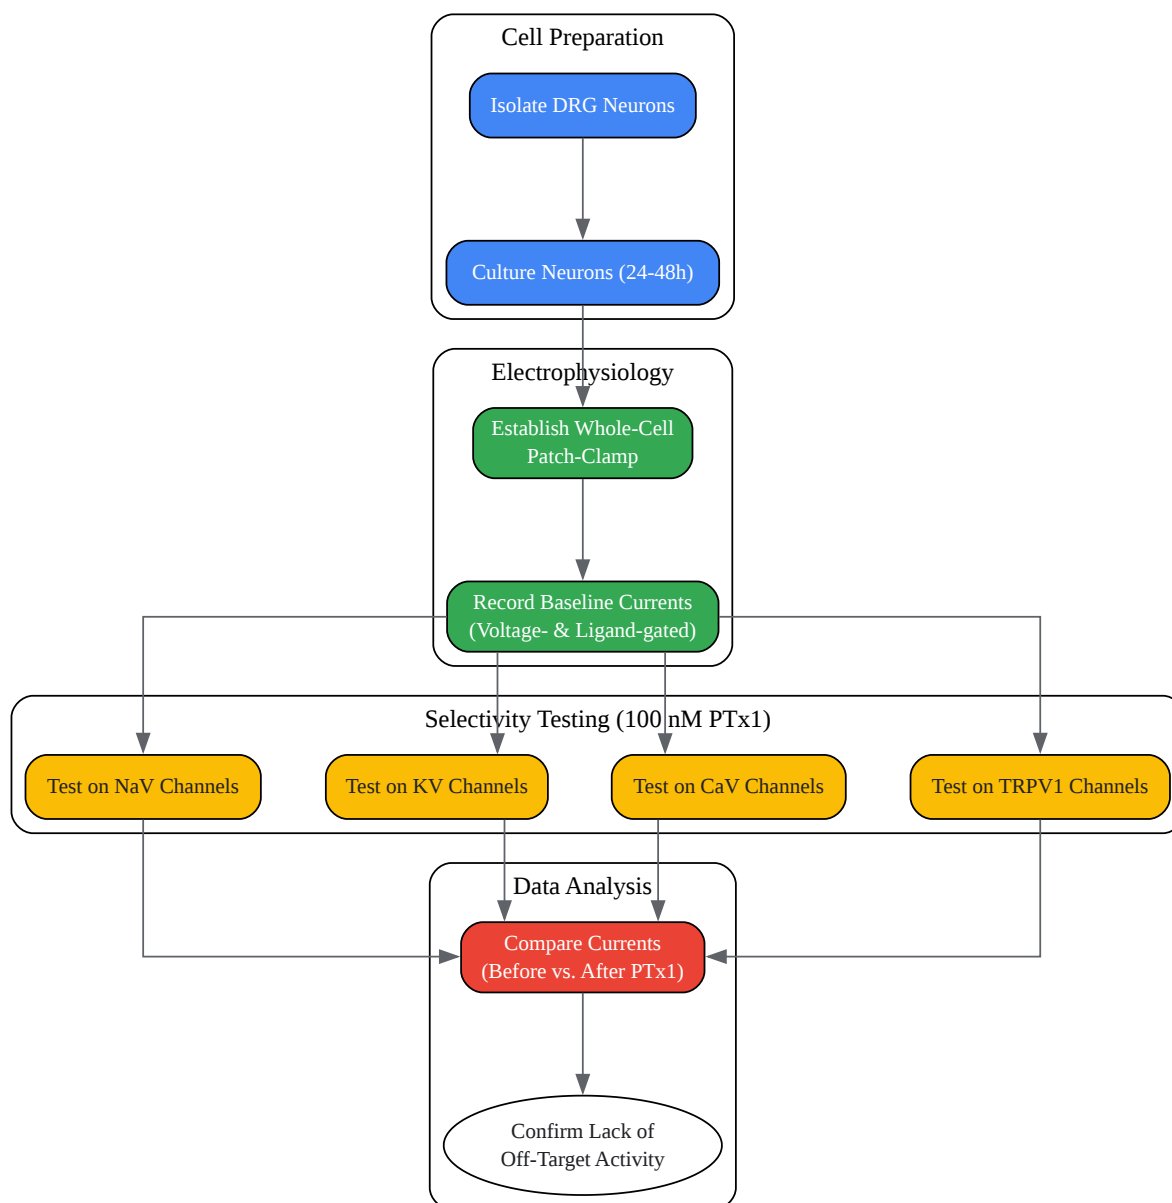 Cell Preparation
Isolate DRG Neurons
Culture Neurons (24-48h)
Electrophysiology
Establish Whole-Cell
Patch-Clamp
Record Baseline Currents
(Voltage- & Ligand-gated)
Selectivity Testing (100 nM PTx1)
Test on NaV Channels
Test on KV Channels
Test on CaV Channels
Test on TRPV1 Channels
Data Analysis
Compare Currents
(Before vs. After PTx1)
Confirm Lack of
Off-Target Activity